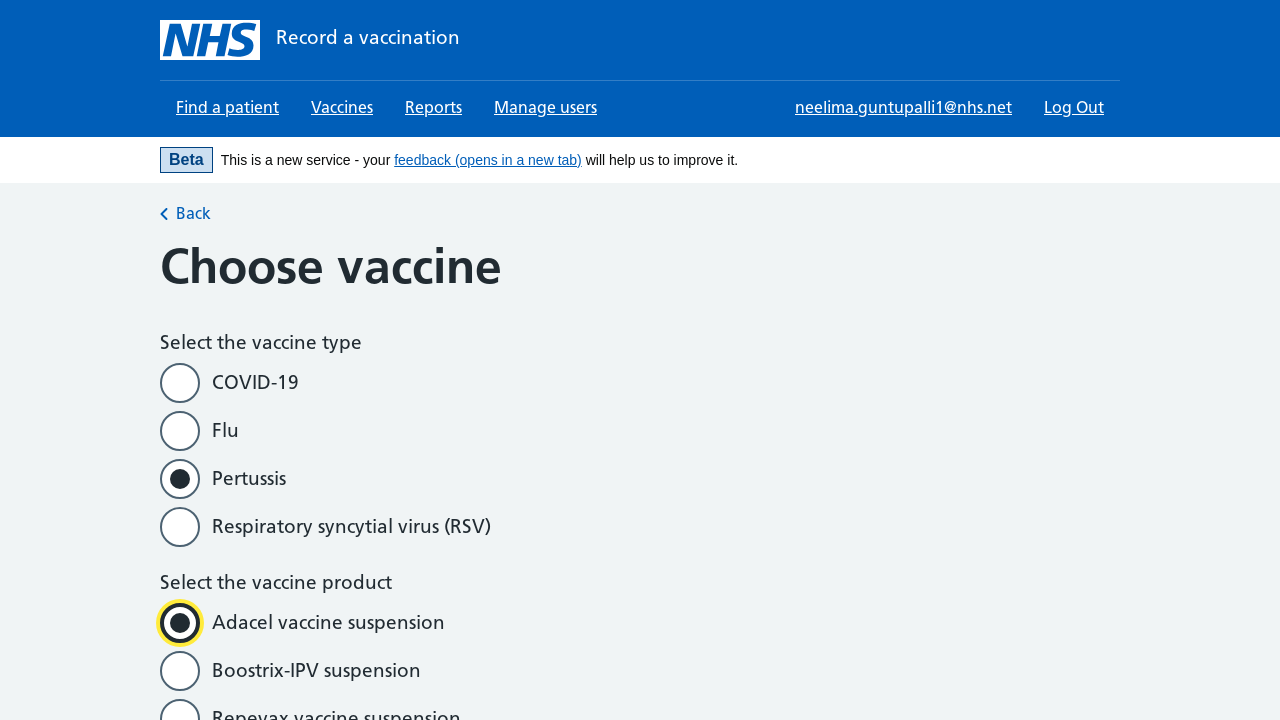 NHS Record a vaccination
Find a patient Vaccines Reports Manage users neelima.guntupalli1@nhs.net Log Out
Beta This is a new service - your feedback (opens in a new tab) will help us to improve it.
Back
Choose vaccine
Select the vaccine type
COVID-19
Flu
Pertussis
Respiratory syncytial virus (RSV)
Select the vaccine product
Adacel vaccine suspension
Boostrix-IPV suspension
Repevax vaccine suspension